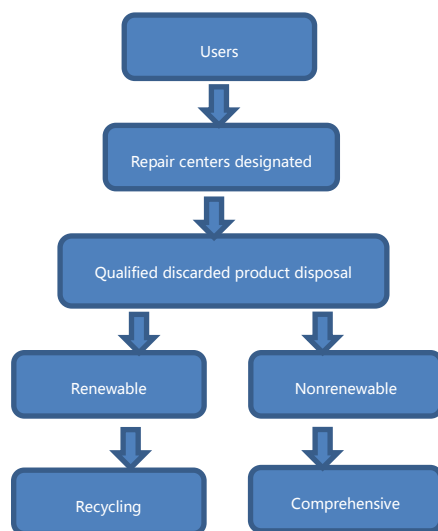 Users
Repair centers designated
Qualified discarded product disposal
Renewable
Nonrenewable
Recycling
Comprehensive